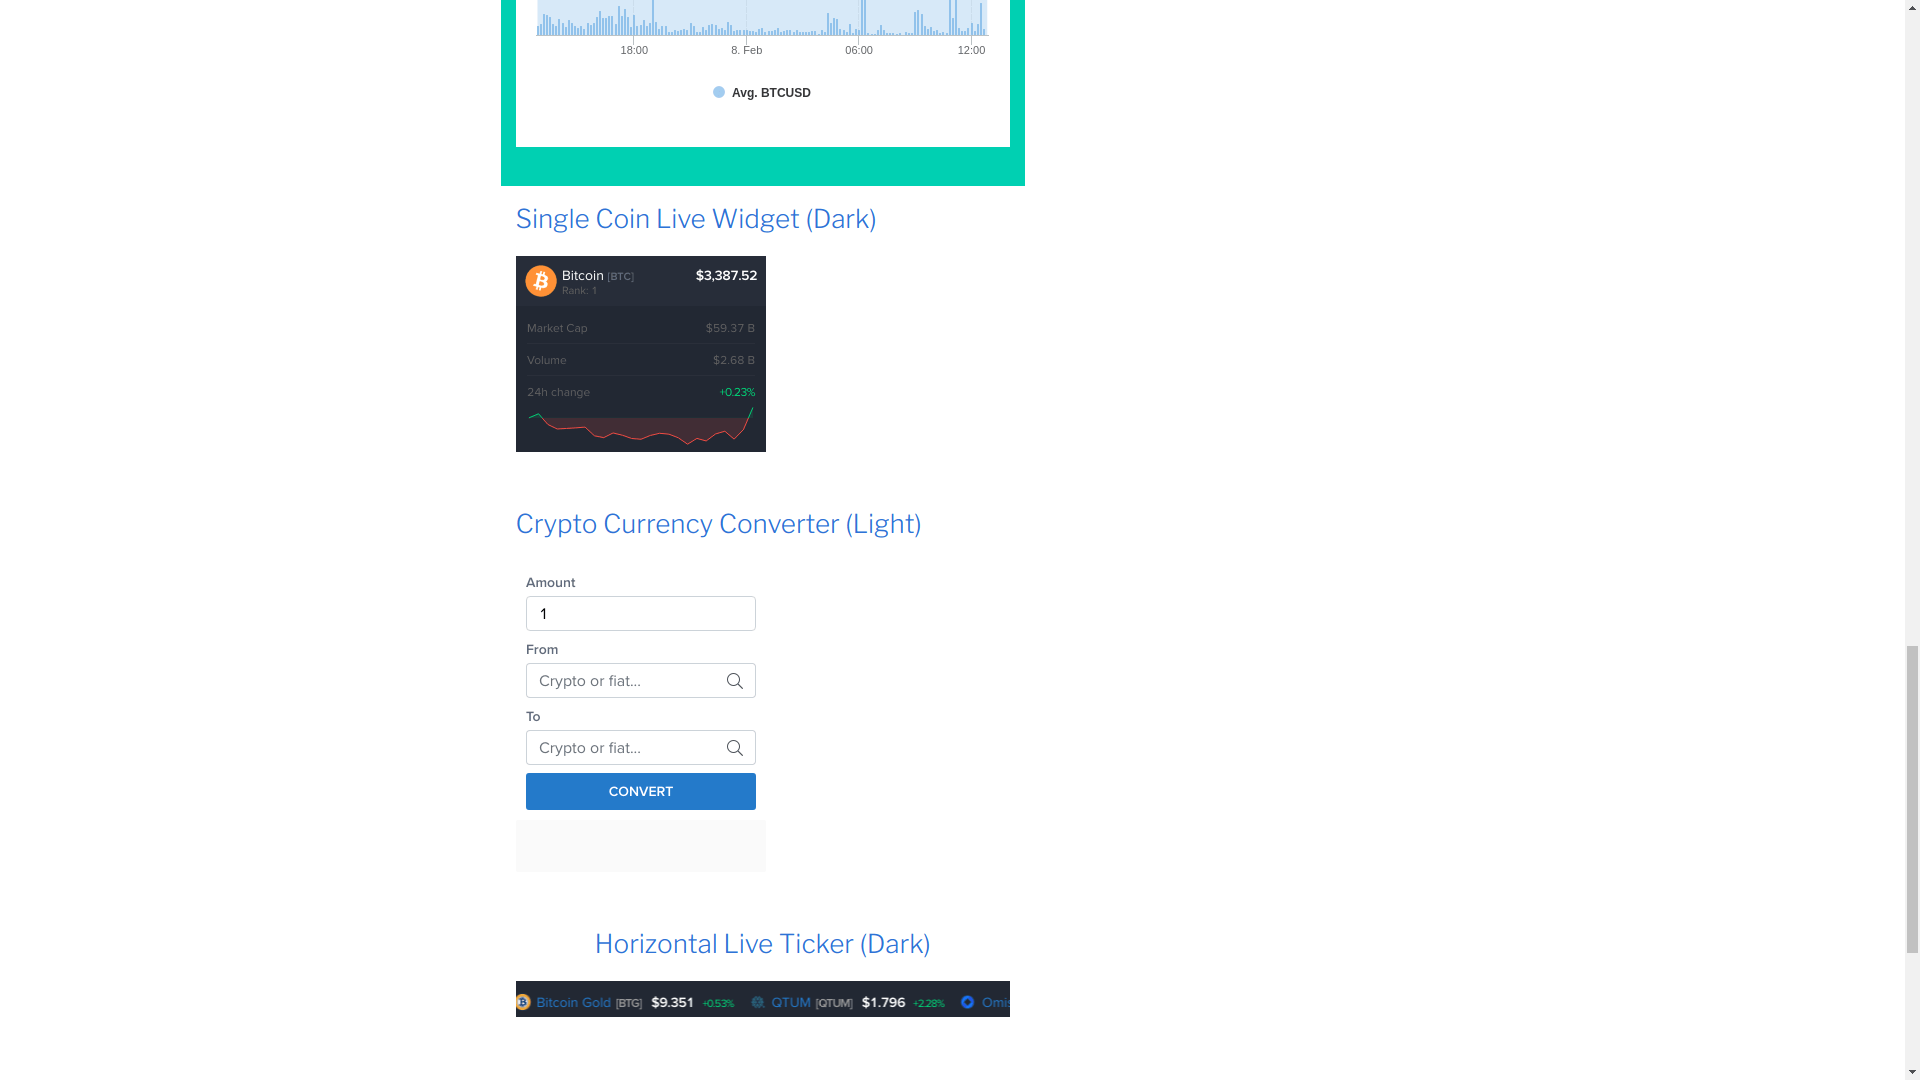 18:00 8. Feb 06:00 12:00
Avg. BTCUSD
Single Coin Live Widget (Dark)
Bitcoin [BTC] $3,387.52
Rank: 1
Market Cap $59.37 B
Volume $2.68 B
24h change +0.23%
Crypto Currency Converter (Light)
Amount
1
From
Crypto or fiat...
To
Crypto or fiat...
CONVERT
Horizontal Live Ticker (Dark)
Bitcoin Gold [BTG] $9.351 +0.53% QTUM [QTUM] $1.796 +2.28% Omis